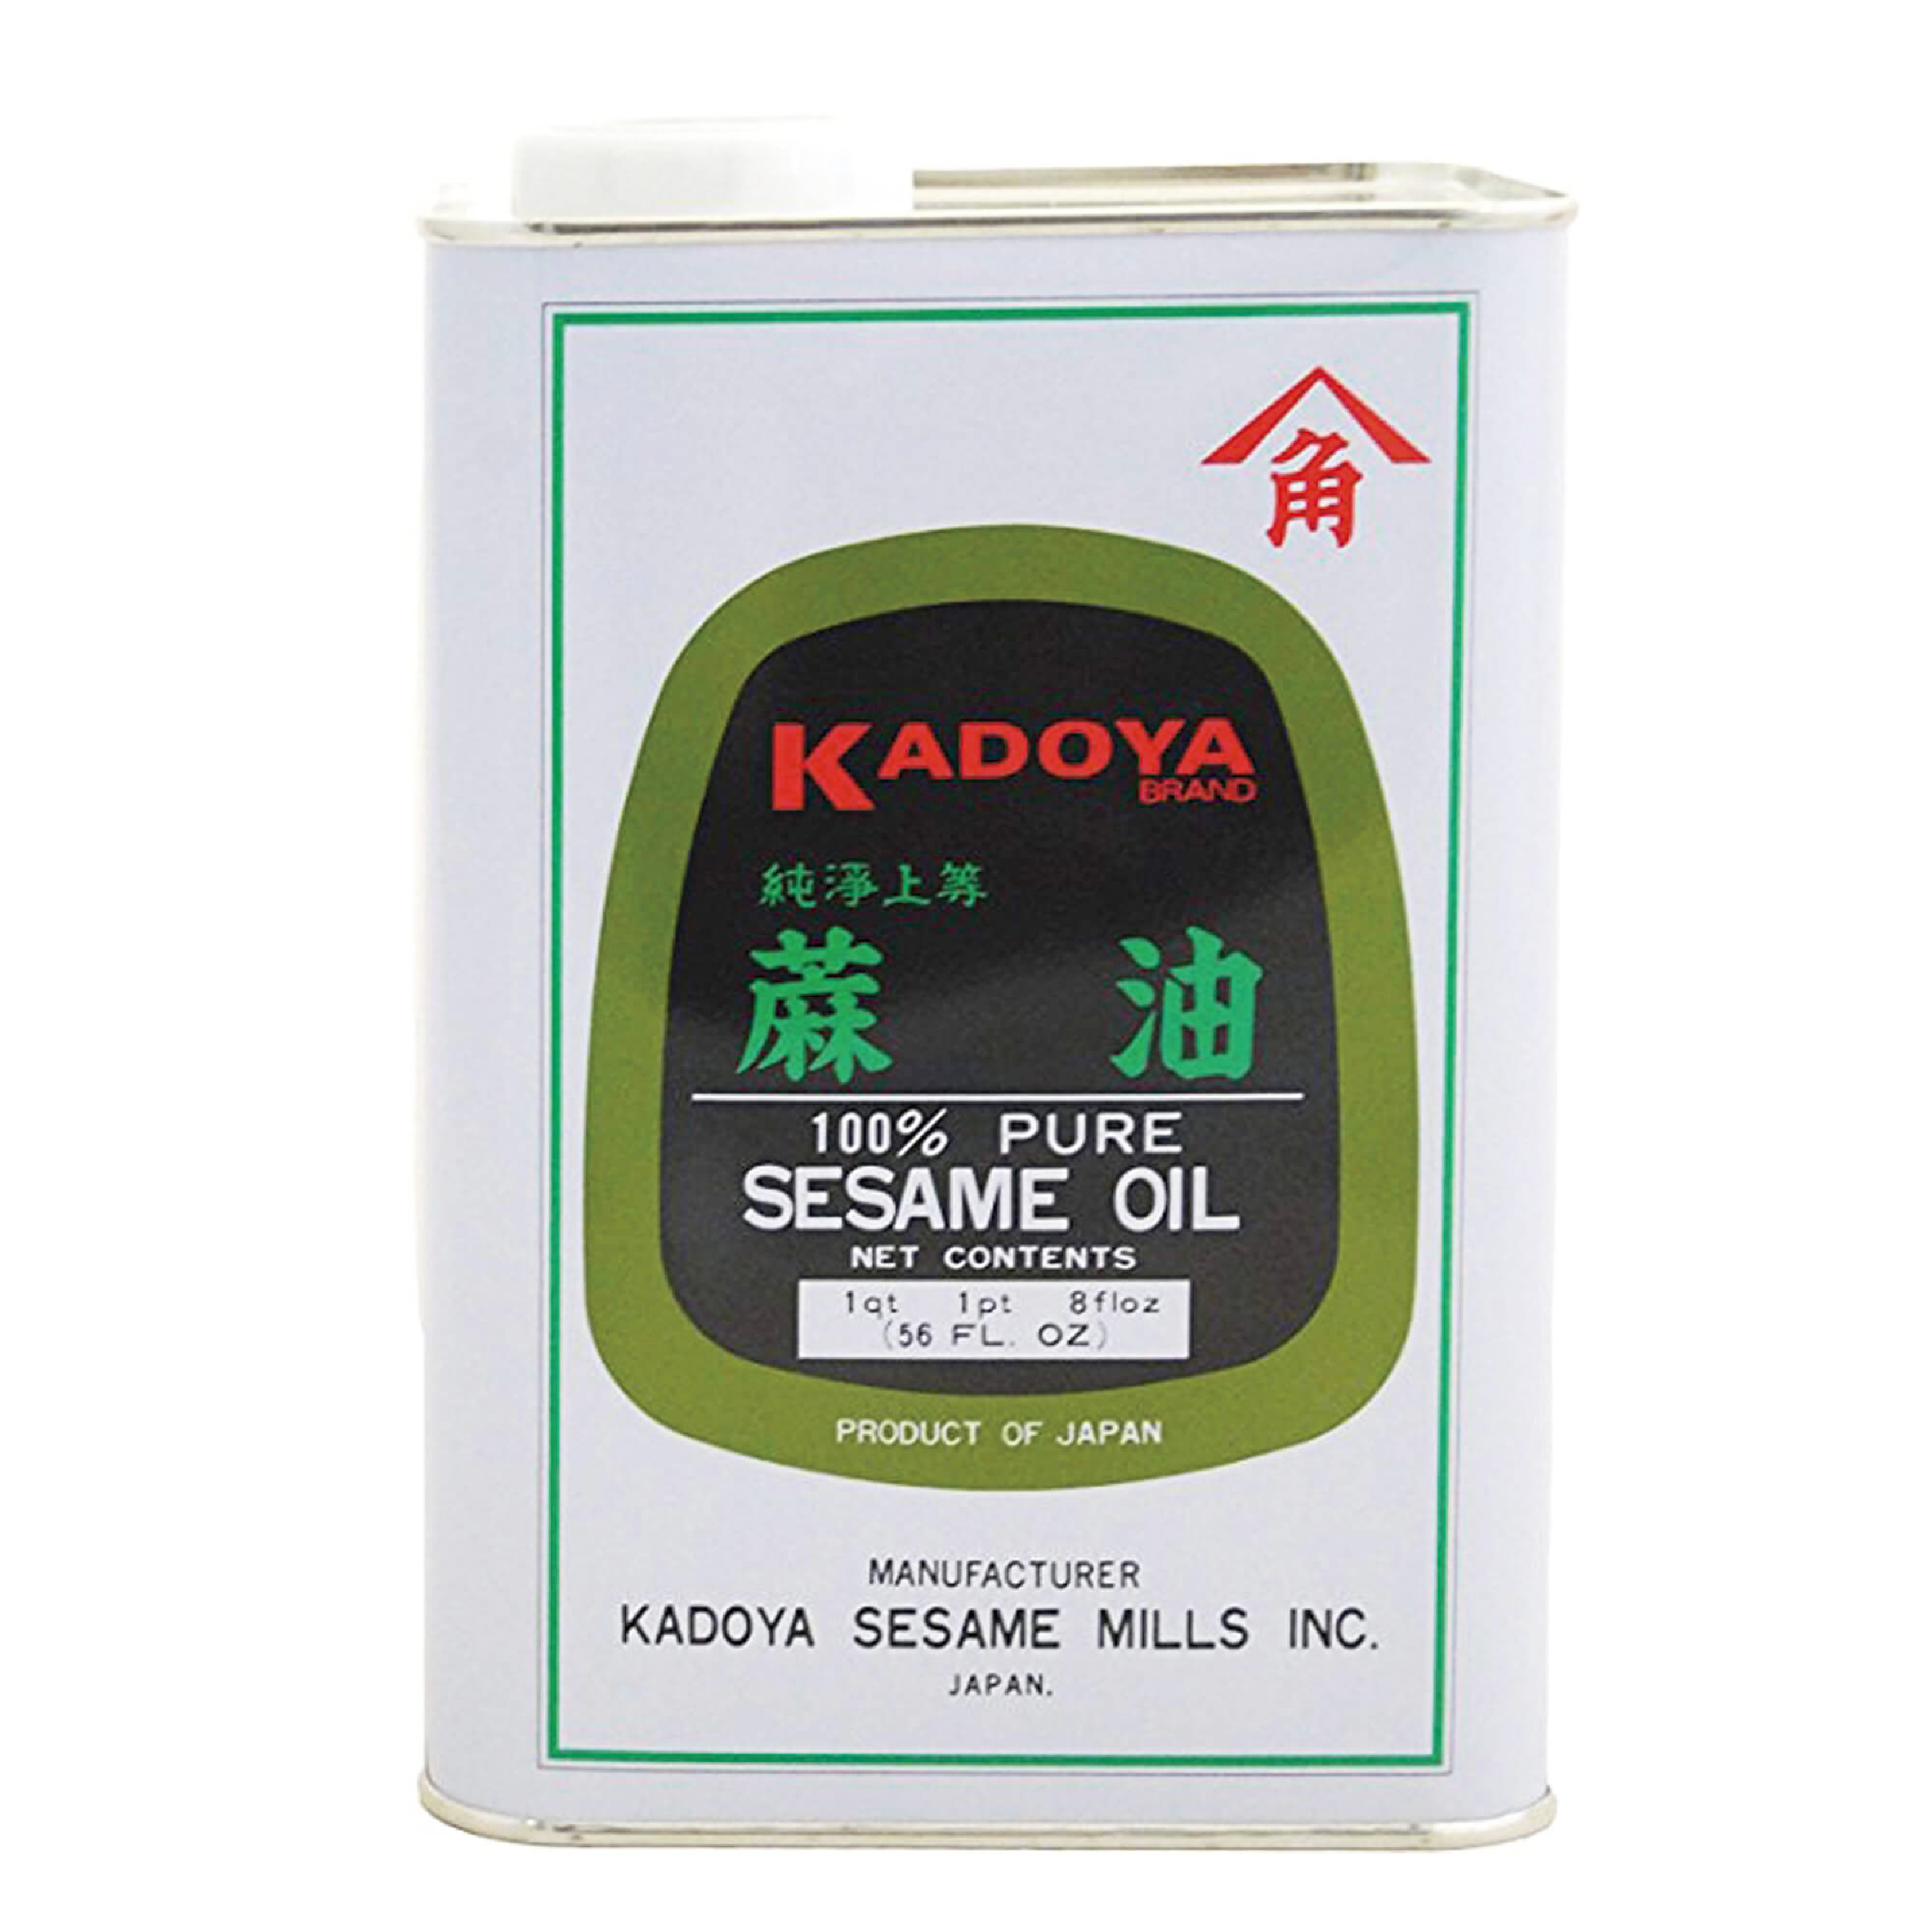 角
KADOYA
BRAND
純淨上等
蔴油
100% PURE
SESAME OIL
NET CONTENTS
1qt 1pt 8floz
(56 FL. OZ)
PRODUCT OF JAPAN
MANUFACTURER
KADOYA SESAME MILLS INC.
JAPAN.